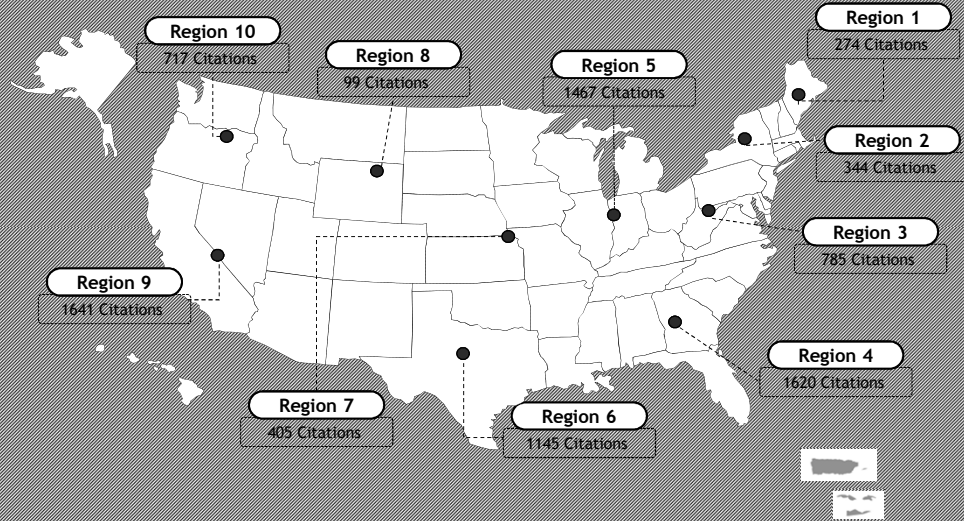 Region 1
274 Citations
Region 10
717 Citations
Region 8
99 Citations
Region 5
1467 Citations
Region 2
344 Citations
Region 3
785 Citations
Region 9
1641 Citations
Region 4
1620 Citations
Region 7
405 Citations
Region 6
1145 Citations